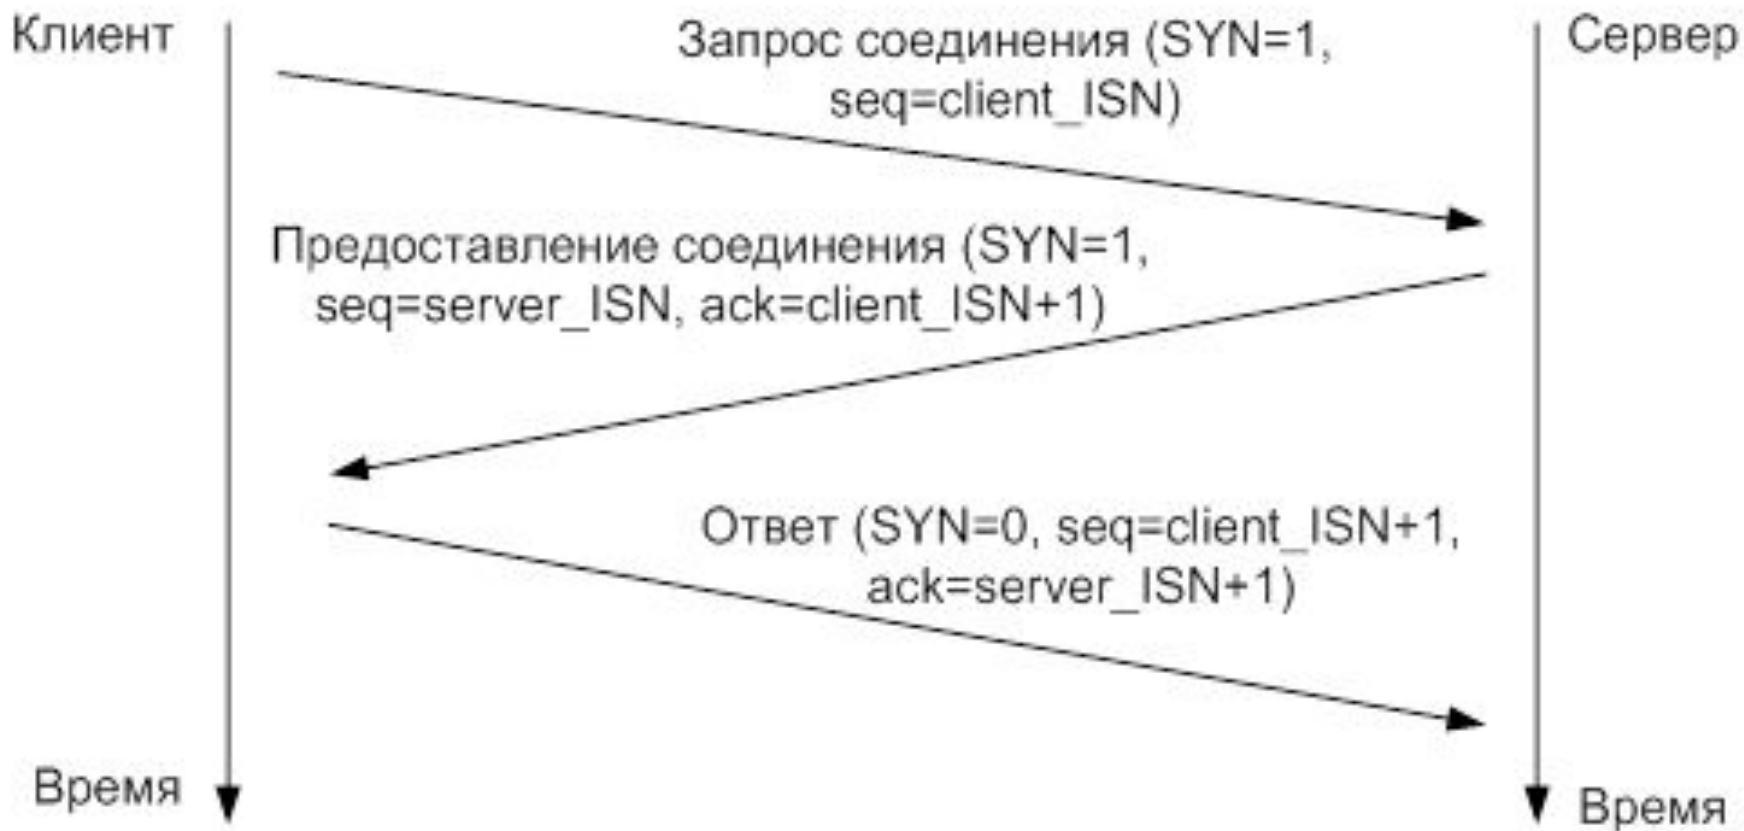 Клиент
Запрос соединения (SYN=1,
seq=client_ISN)
Сервер
Предоставление соединения (SYN=1,
seq=server_ISN, ack=client_ISN+1)
Ответ (SYN=0, seq=client_ISN+1,
ack=server_ISN+1)
Время
Время